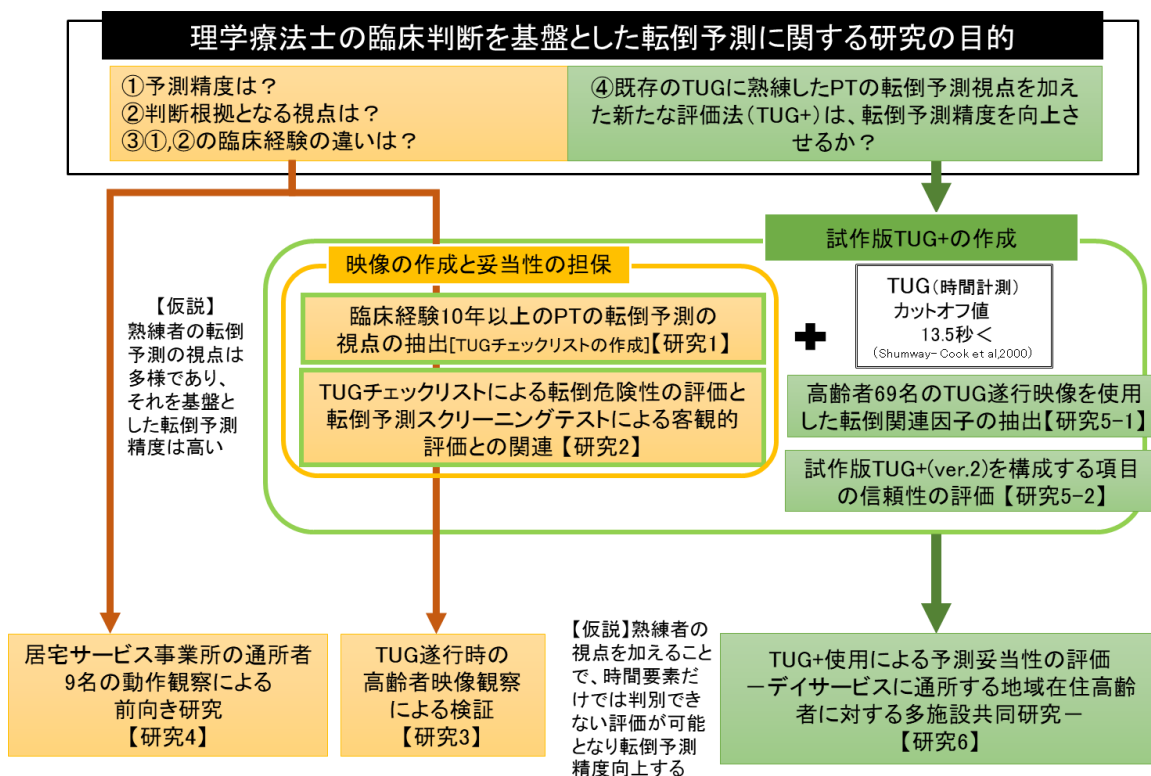 理学療法士の臨床判断を基盤とした転倒予測に関する研究の目的
①予測精度は？
②判断根拠となる視点は？
③①,②の臨床経験の違いは？
④既存のTUGに熟練したPTの転倒予測視点を加え
た新たな評価法(TUG+)は、転倒予測精度を向上さ
せるか？
試作版TUG+の作成
映像の作成と妥当性の担保
【仮説】
熟練者の転倒
予測の視点は
多様であり、
それを基盤と
した転倒予測
精度は高い
臨床経験10年以上のPTの転倒予測の
視点の抽出[TUGチェックリストの作成]【研究1】
TUGチェックリストによる転倒危険性の評価と
転倒予測スクリーニングテストによる客観的
評価との関連【研究2】
TUG(時間計測)
カットオフ値
13.5秒<
(Shumway-Cook et al,2000)
高齢者69名のTUG遂行映像を使用
した転倒関連因子の抽出【研究5-1】
試作版TUG+(ver.2)を構成する項目
の信頼性の評価【研究5-2】
居宅サービス事業所の通所者
9名の動作観察による
前向き研究
【研究4】
TUG遂行時の
高齢者映像観察
による検証
【研究3】
【仮説】熟練者の
視点を加えること
で、時間要素だ
けでは判別でき
ない評価が可能
となり転倒予測
精度向上する
TUG+使用による予測妥当性の評価
－デイサービスに通所する地域在住高齢
者に対する多施設共同研究－
【研究6】